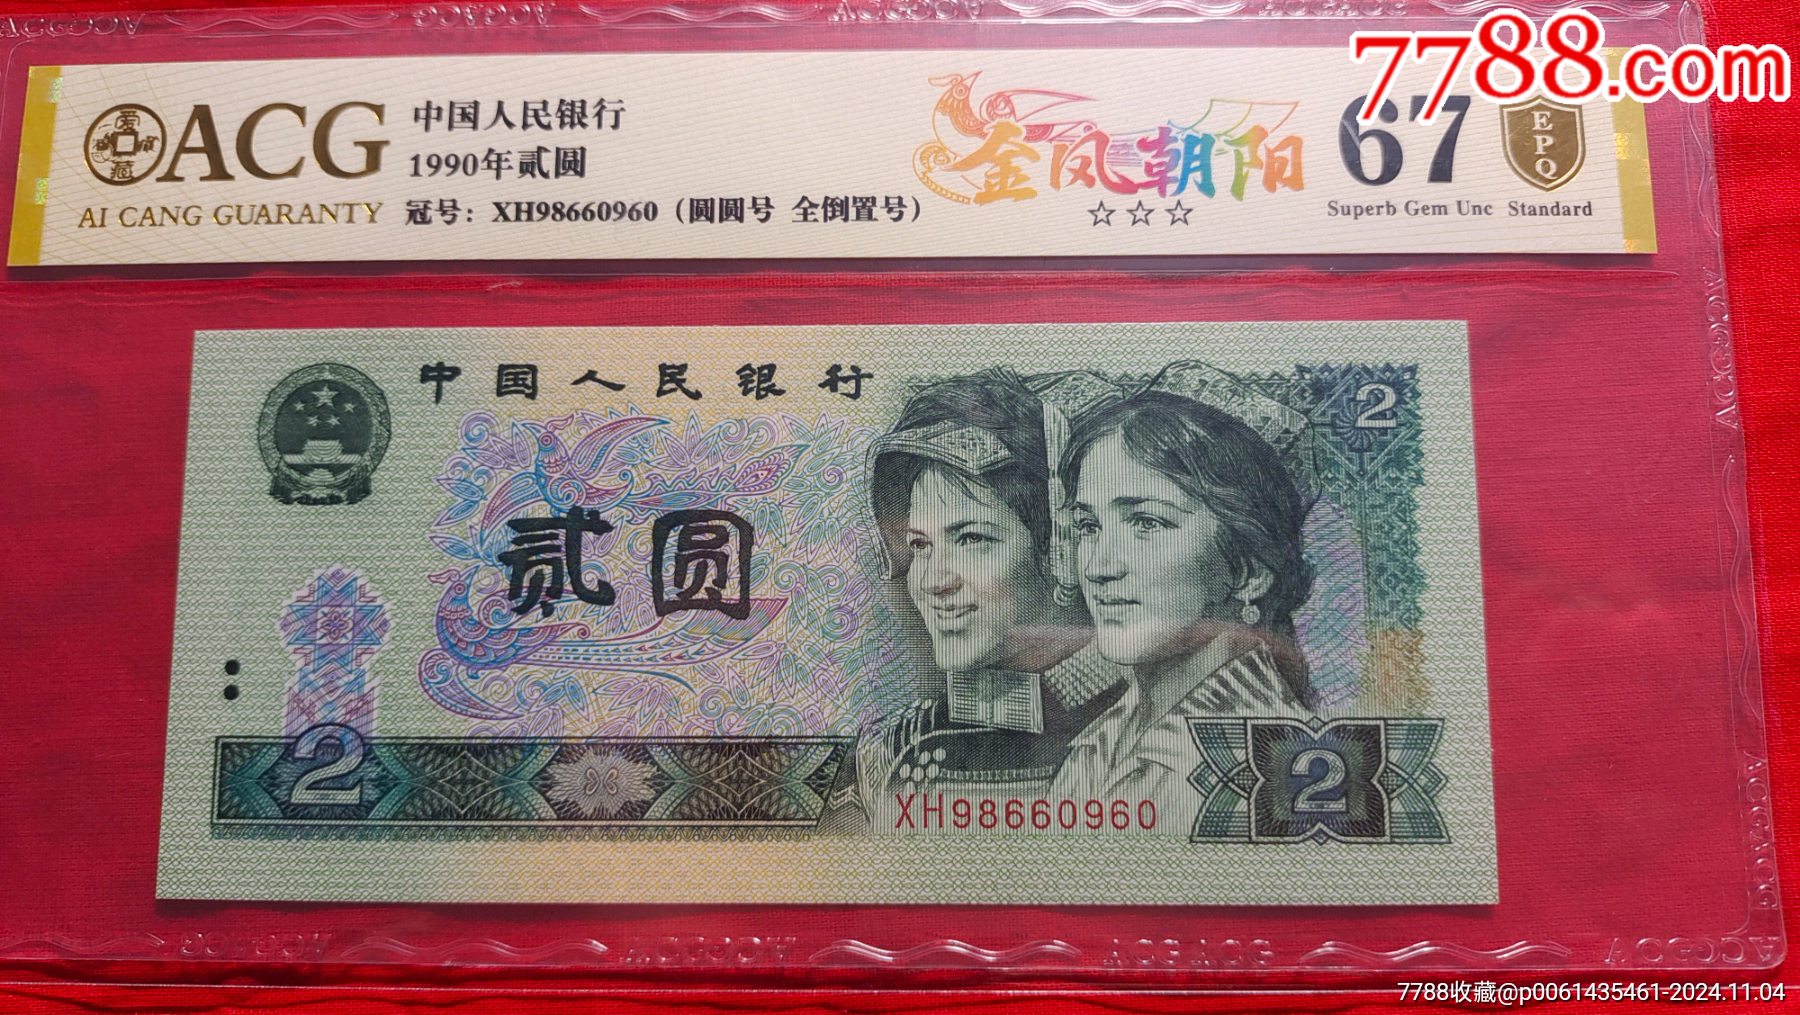 7788.com
ACG
AI CANG GUARANTY
中国人民银行
1990年贰圆
冠号：XH98660960（圆圆号 全倒置号）
金凤朝阳
☆☆☆
67
EPQ
Superb Gem Unc Standard
中国人民银行
2
贰圆
2
2
XH98660960
7788收藏@p0061435461-2024.11.04